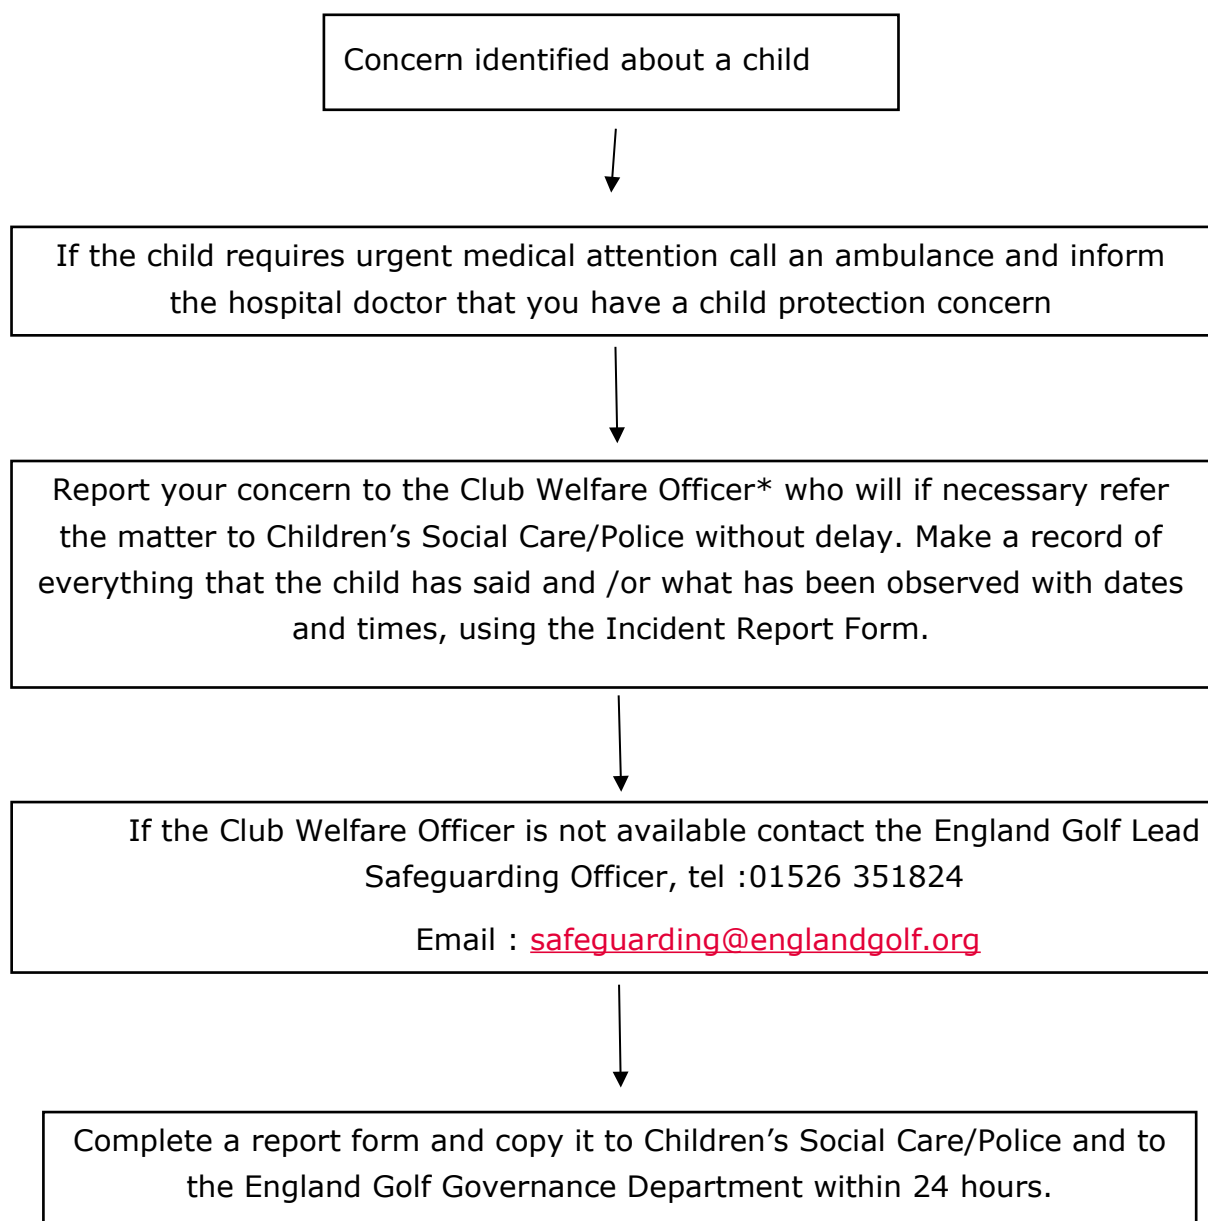 Concern identified about a child
If the child requires urgent medical attention call an ambulance and inform
the hospital doctor that you have a child protection concern
Report your concern to the Club Welfare Officer* who will if necessary refer
the matter to Children’s Social Care/Police without delay. Make a record of
everything that the child has said and /or what has been observed with dates
and times, using the Incident Report Form.
If the Club Welfare Officer is not available contact the England Golf Lead
Safeguarding Officer, tel :01526 351824
Email : safeguarding@englandgolf.org
Complete a report form and copy it to Children’s Social Care/Police and to
the England Golf Governance Department within 24 hours.